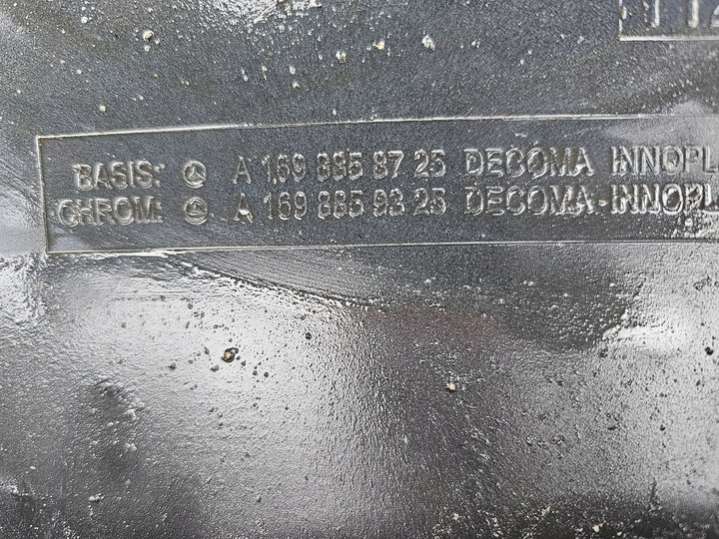 BASIS: A 169 885 87 25 DECOMA INNOPL
CHROM: A 169 885 93 25 DECOMA-INNOPL